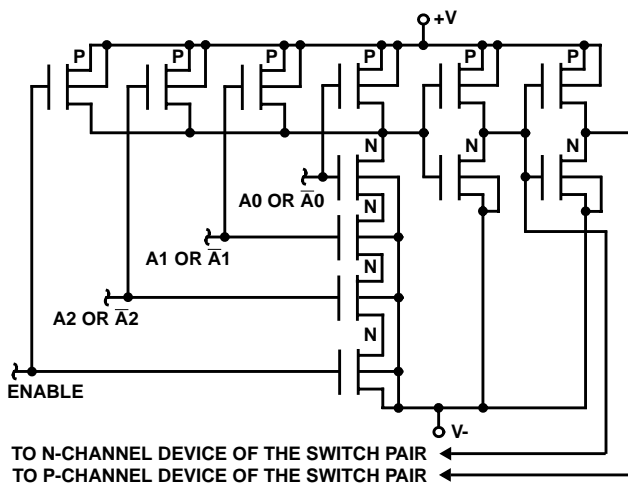 +V
P
P
P
P
P
P
N
N
N
A0 OR A̅0
N
A1 OR A̅1
N
A2 OR A̅2
N
ENABLE
V-
TO N-CHANNEL DEVICE OF THE SWITCH PAIR
TO P-CHANNEL DEVICE OF THE SWITCH PAIR